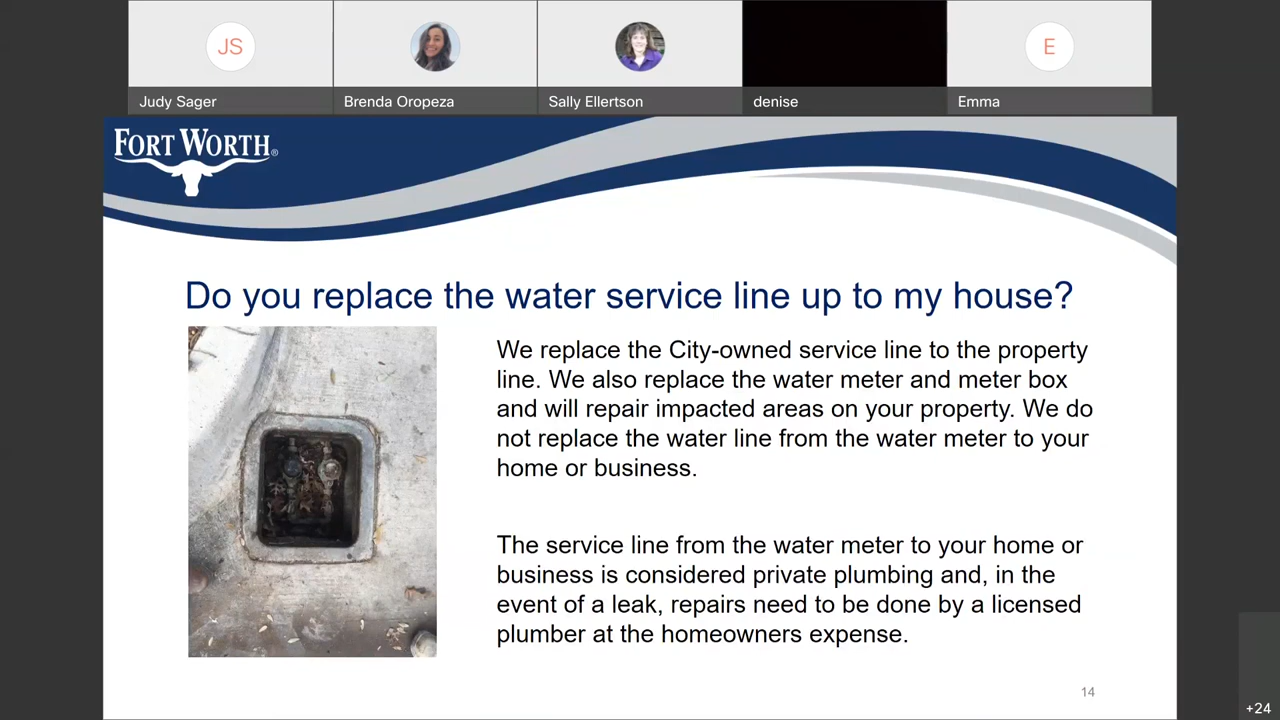 JS
E
Judy Sager
Brenda Oropeza
Sally Ellertson
denise
Emma
FORT WORTH®
Do you replace the water service line up to my house?
We replace the City-owned service line to the property
line. We also replace the water meter and meter box
and will repair impacted areas on your property. We do
not replace the water line from the water meter to your
home or business.
The service line from the water meter to your home or
business is considered private plumbing and, in the
event of a leak, repairs need to be done by a licensed
plumber at the homeowners expense.
14
+24